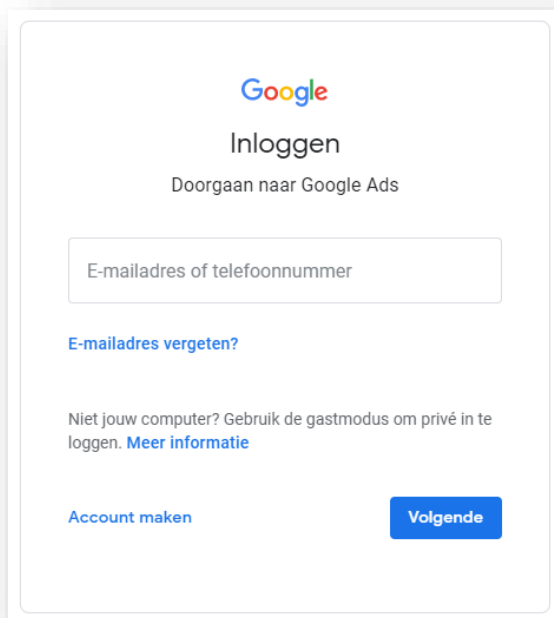 Google
Inloggen
Doorgaan naar Google Ads
E-mailadres of telefoonnummer
E-mailadres vergeten?
Niet jouw computer? Gebruik de gastmodus om privé in te
loggen. Meer informatie
Account maken
Volgende